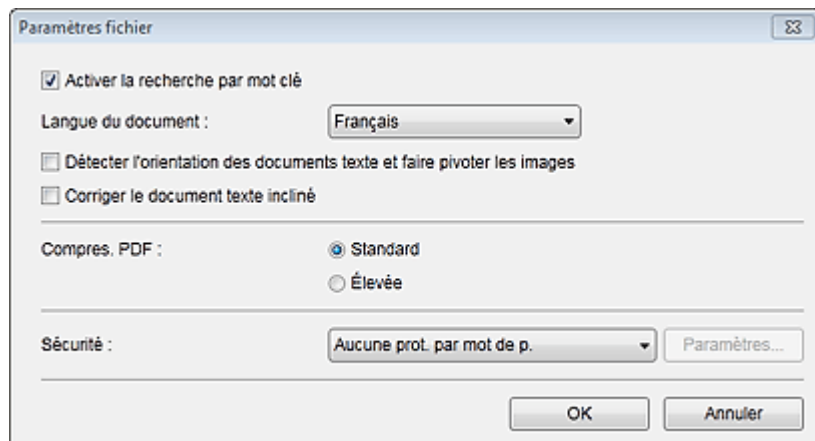 Paramètres fichier
Activer la recherche par mot clé
Langue du document : Français
Détecter l'orientation des documents texte et faire pivoter les images
Corriger le document texte incliné
Compres. PDF : Standard
Élevée
Sécurité : Aucune prot. par mot de p. Paramètres...
OK Annuler